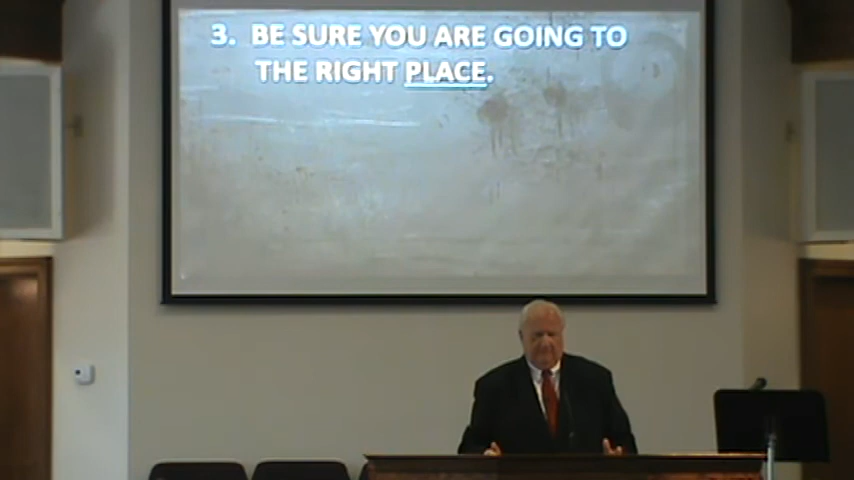 3. BE SURE YOU ARE GOING TO
THE RIGHT PLACE.